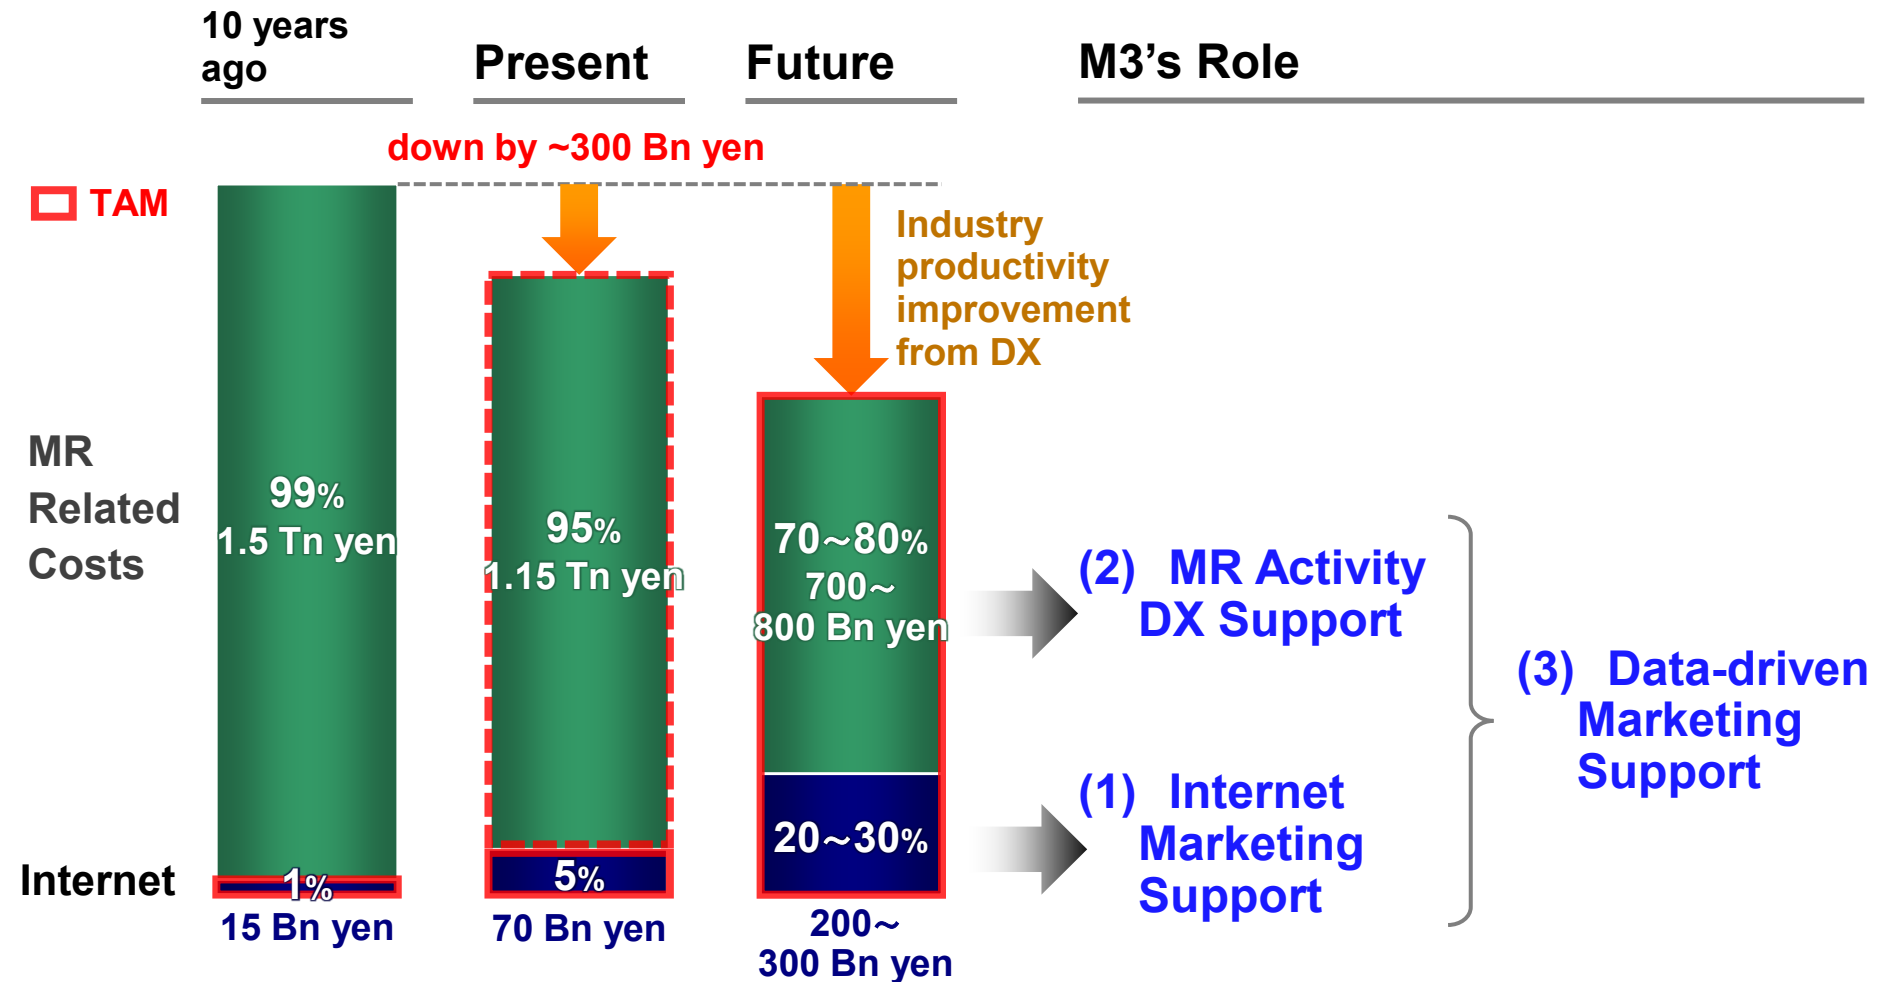 10 years
ago
Present
Future
M3's Role
down by ~300 Bn yen
TAM
Industry
productivity
improvement
from DX
MR
Related
Costs
99%
1.5 Tn yen
95%
1.15 Tn yen
70~80%
700~
800 Bn yen
(2) MR Activity
DX Support
(3) Data-driven
Marketing
Support
(1) Internet
Marketing
Support
Internet
1%
5%
20~30%
15 Bn yen
70 Bn yen
200~
300 Bn yen